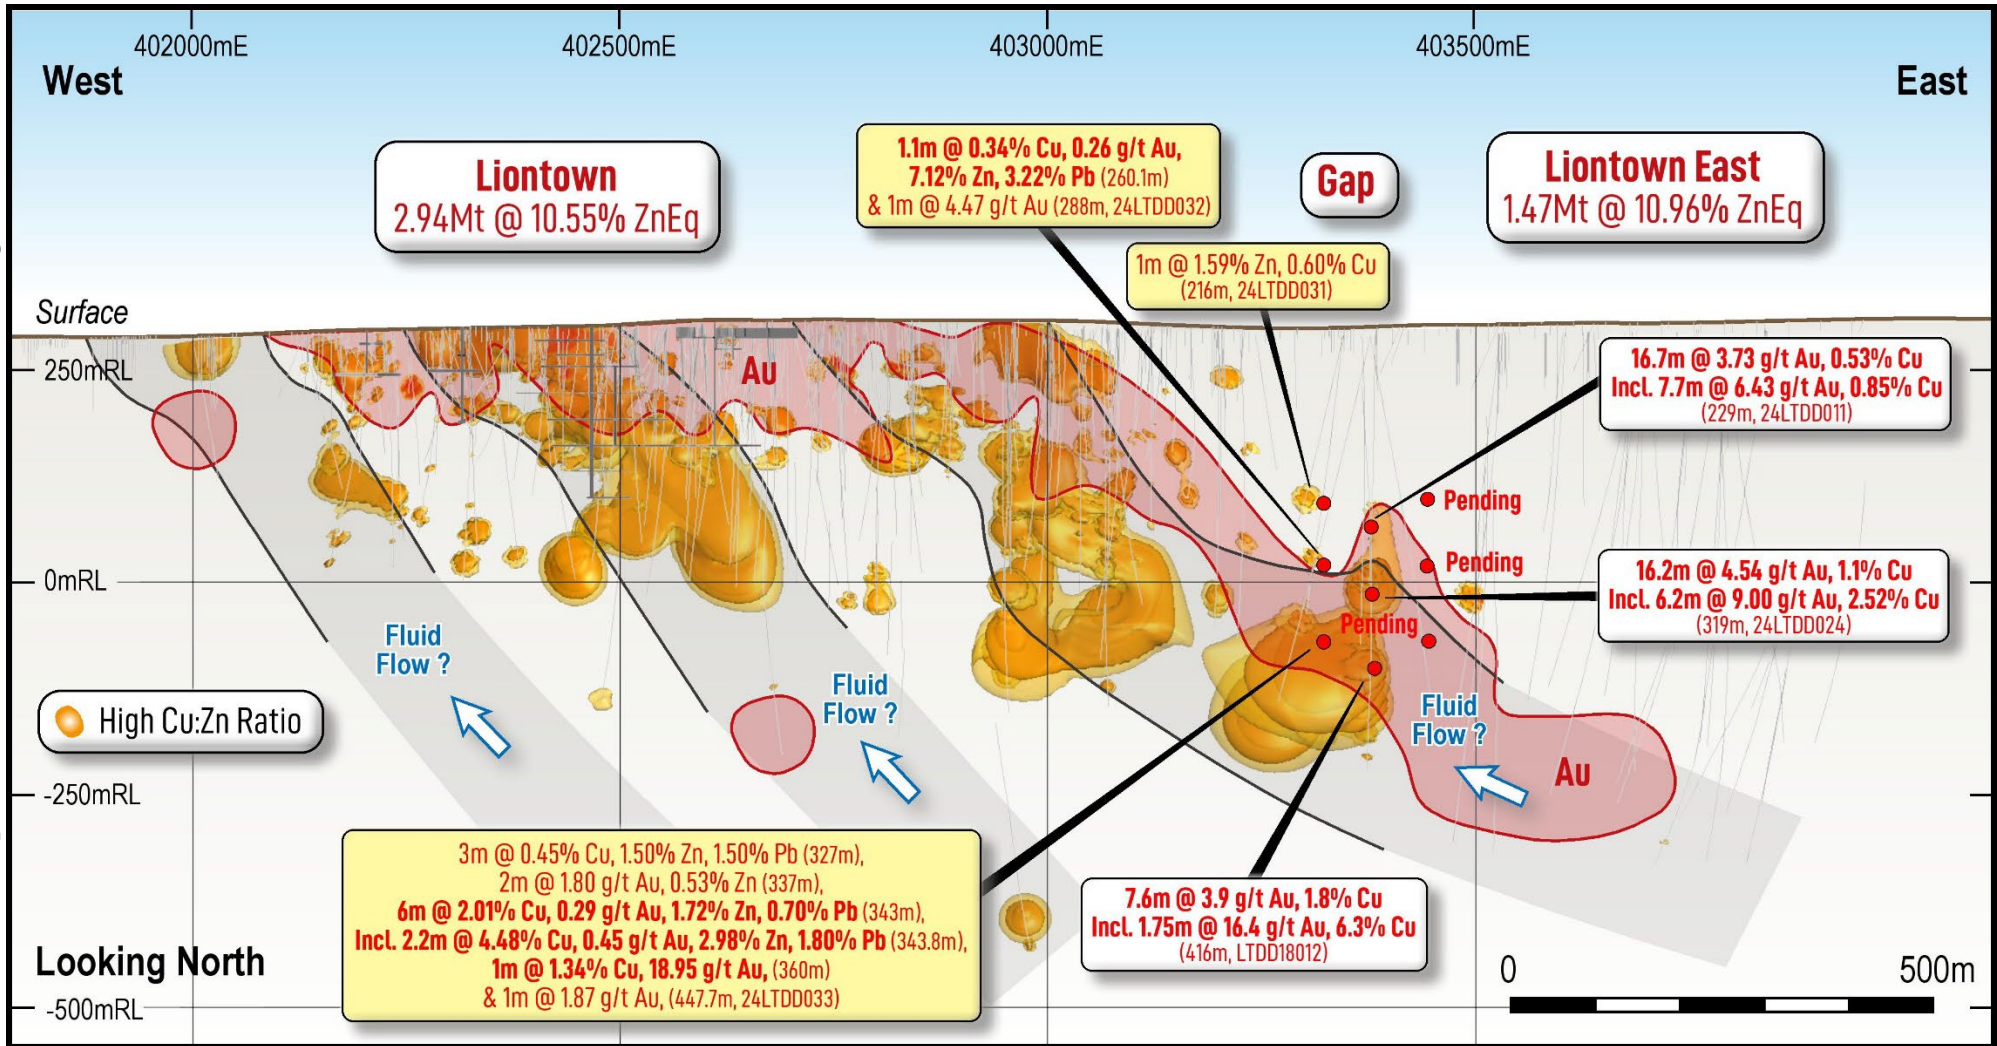 402000mE
402500mE
403000mE
403500mE
West
East
Liontown
2.94Mt @ 10.55% ZnEq
1.1m @ 0.34% Cu, 0.26 g/t Au,
7.12% Zn, 3.22% Pb (260.1m)
& 1m @ 4.47 g/t Au (288m, 24LTDD032)
Gap
Liontown East
1.47Mt @ 10.96% ZnEq
1m @ 1.59% Zn, 0.60% Cu
(216m, 24LTDD031)
Surface
250mRL
Au
16.7m @ 3.73 g/t Au, 0.53% Cu
Incl. 7.7m @ 6.43 g/t Au, 0.85% Cu
(229m, 24LTDD011)
Pending
Pending
0mRL
16.2m @ 4.54 g/t Au, 1.1% Cu
Incl. 6.2m @ 9.00 g/t Au, 2.52% Cu
(319m, 24LTDD024)
Pending
Fluid
Flow ?
Fluid
Flow ?
Fluid
Flow ?
High Cu:Zn Ratio
Au
-250mRL
3m @ 0.45% Cu, 1.50% Zn, 1.50% Pb (327m),
2m @ 1.80 g/t Au, 0.53% Zn (337m),
6m @ 2.01% Cu, 0.29 g/t Au, 1.72% Zn, 0.70% Pb (343m),
Incl. 2.2m @ 4.48% Cu, 0.45 g/t Au, 2.98% Zn, 1.80% Pb (343.8m),
1m @ 1.34% Cu, 18.95 g/t Au, (360m)
& 1m @ 1.87 g/t Au, (447.7m, 24LTDD033)
7.6m @ 3.9 g/t Au, 1.8% Cu
Incl. 1.75m @ 16.4 g/t Au, 6.3% Cu
(416m, LTDD18012)
Looking North
0
500m
-500mRL